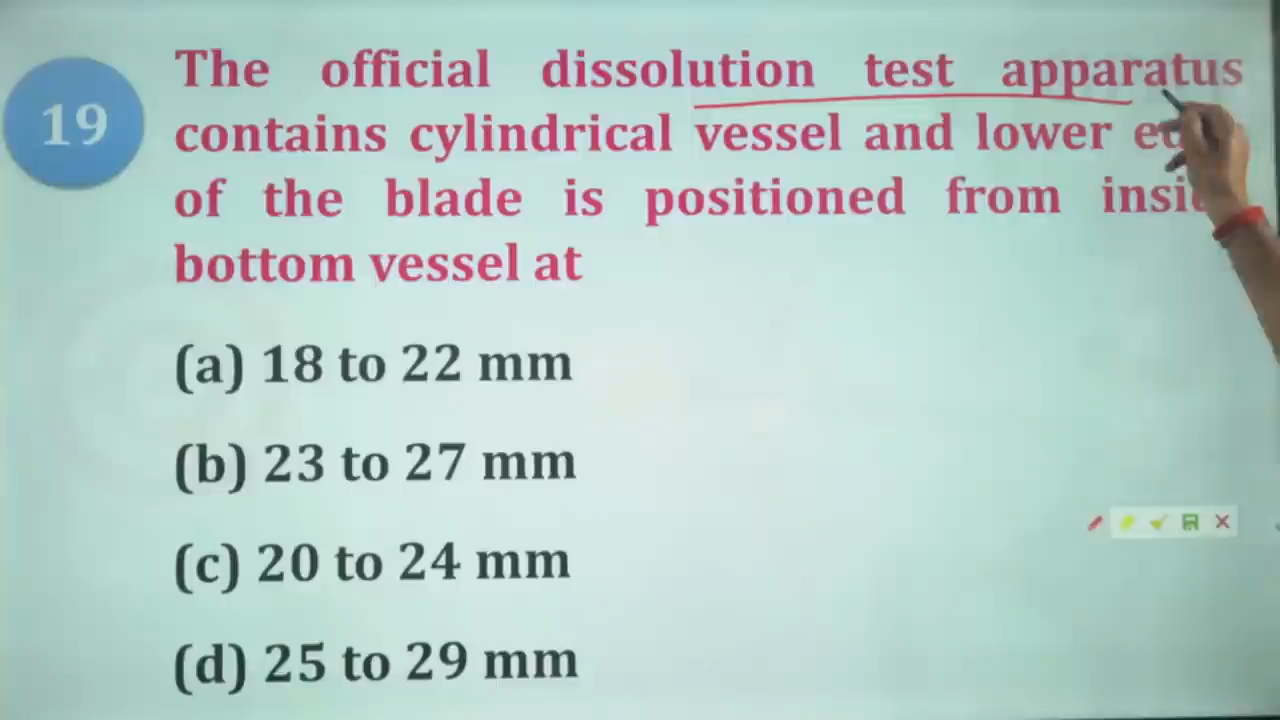 19
The official dissolution test apparatus
contains cylindrical vessel and lower
of the blade is positioned from
bottom vessel at
(a) 18 to 22 mm
(b) 23 to 27 mm
(c) 20 to 24 mm
(d) 25 to 29 mm